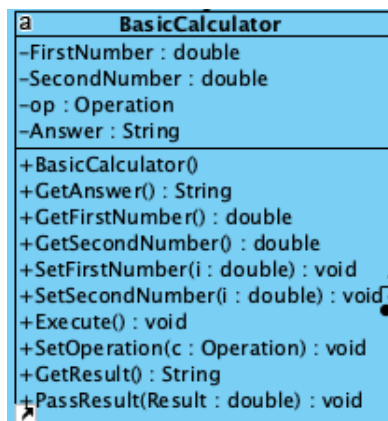 a BasicCalculator
-FirstNumber : double
-SecondNumber : double
-op : Operation
-Answer : String
+BasicCalculator()
+GetAnswer() : String
+GetFirstNumber() : double
+GetSecondNumber() : double
+SetFirstNumber(i : double) : void
+SetSecondNumber(i : double) : void
+Execute() : void
+SetOperation(c : Operation) : void
+GetResult() : String
+PassResult(Result : double) : void